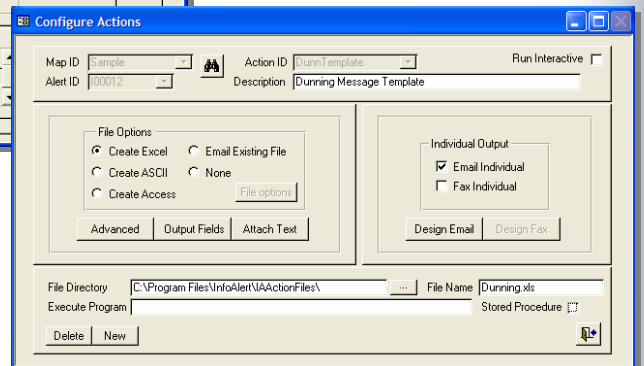 Configure Actions
Map ID Sample Action ID DunnTemplate Run Interactive
Alert ID I00012 Description Dunning Message Template
File Options
Create Excel Email Existing File
Create ASCII None
Create Access File options
Advanced Output Fields Attach Text
Individual Output
Email Individual
Fax Individual
Design Email Design Fax
File Directory C:\Program Files\InfoAlert\IAActionFiles\ ... File Name Dunning.xls
Execute Program Stored Procedure
Delete New